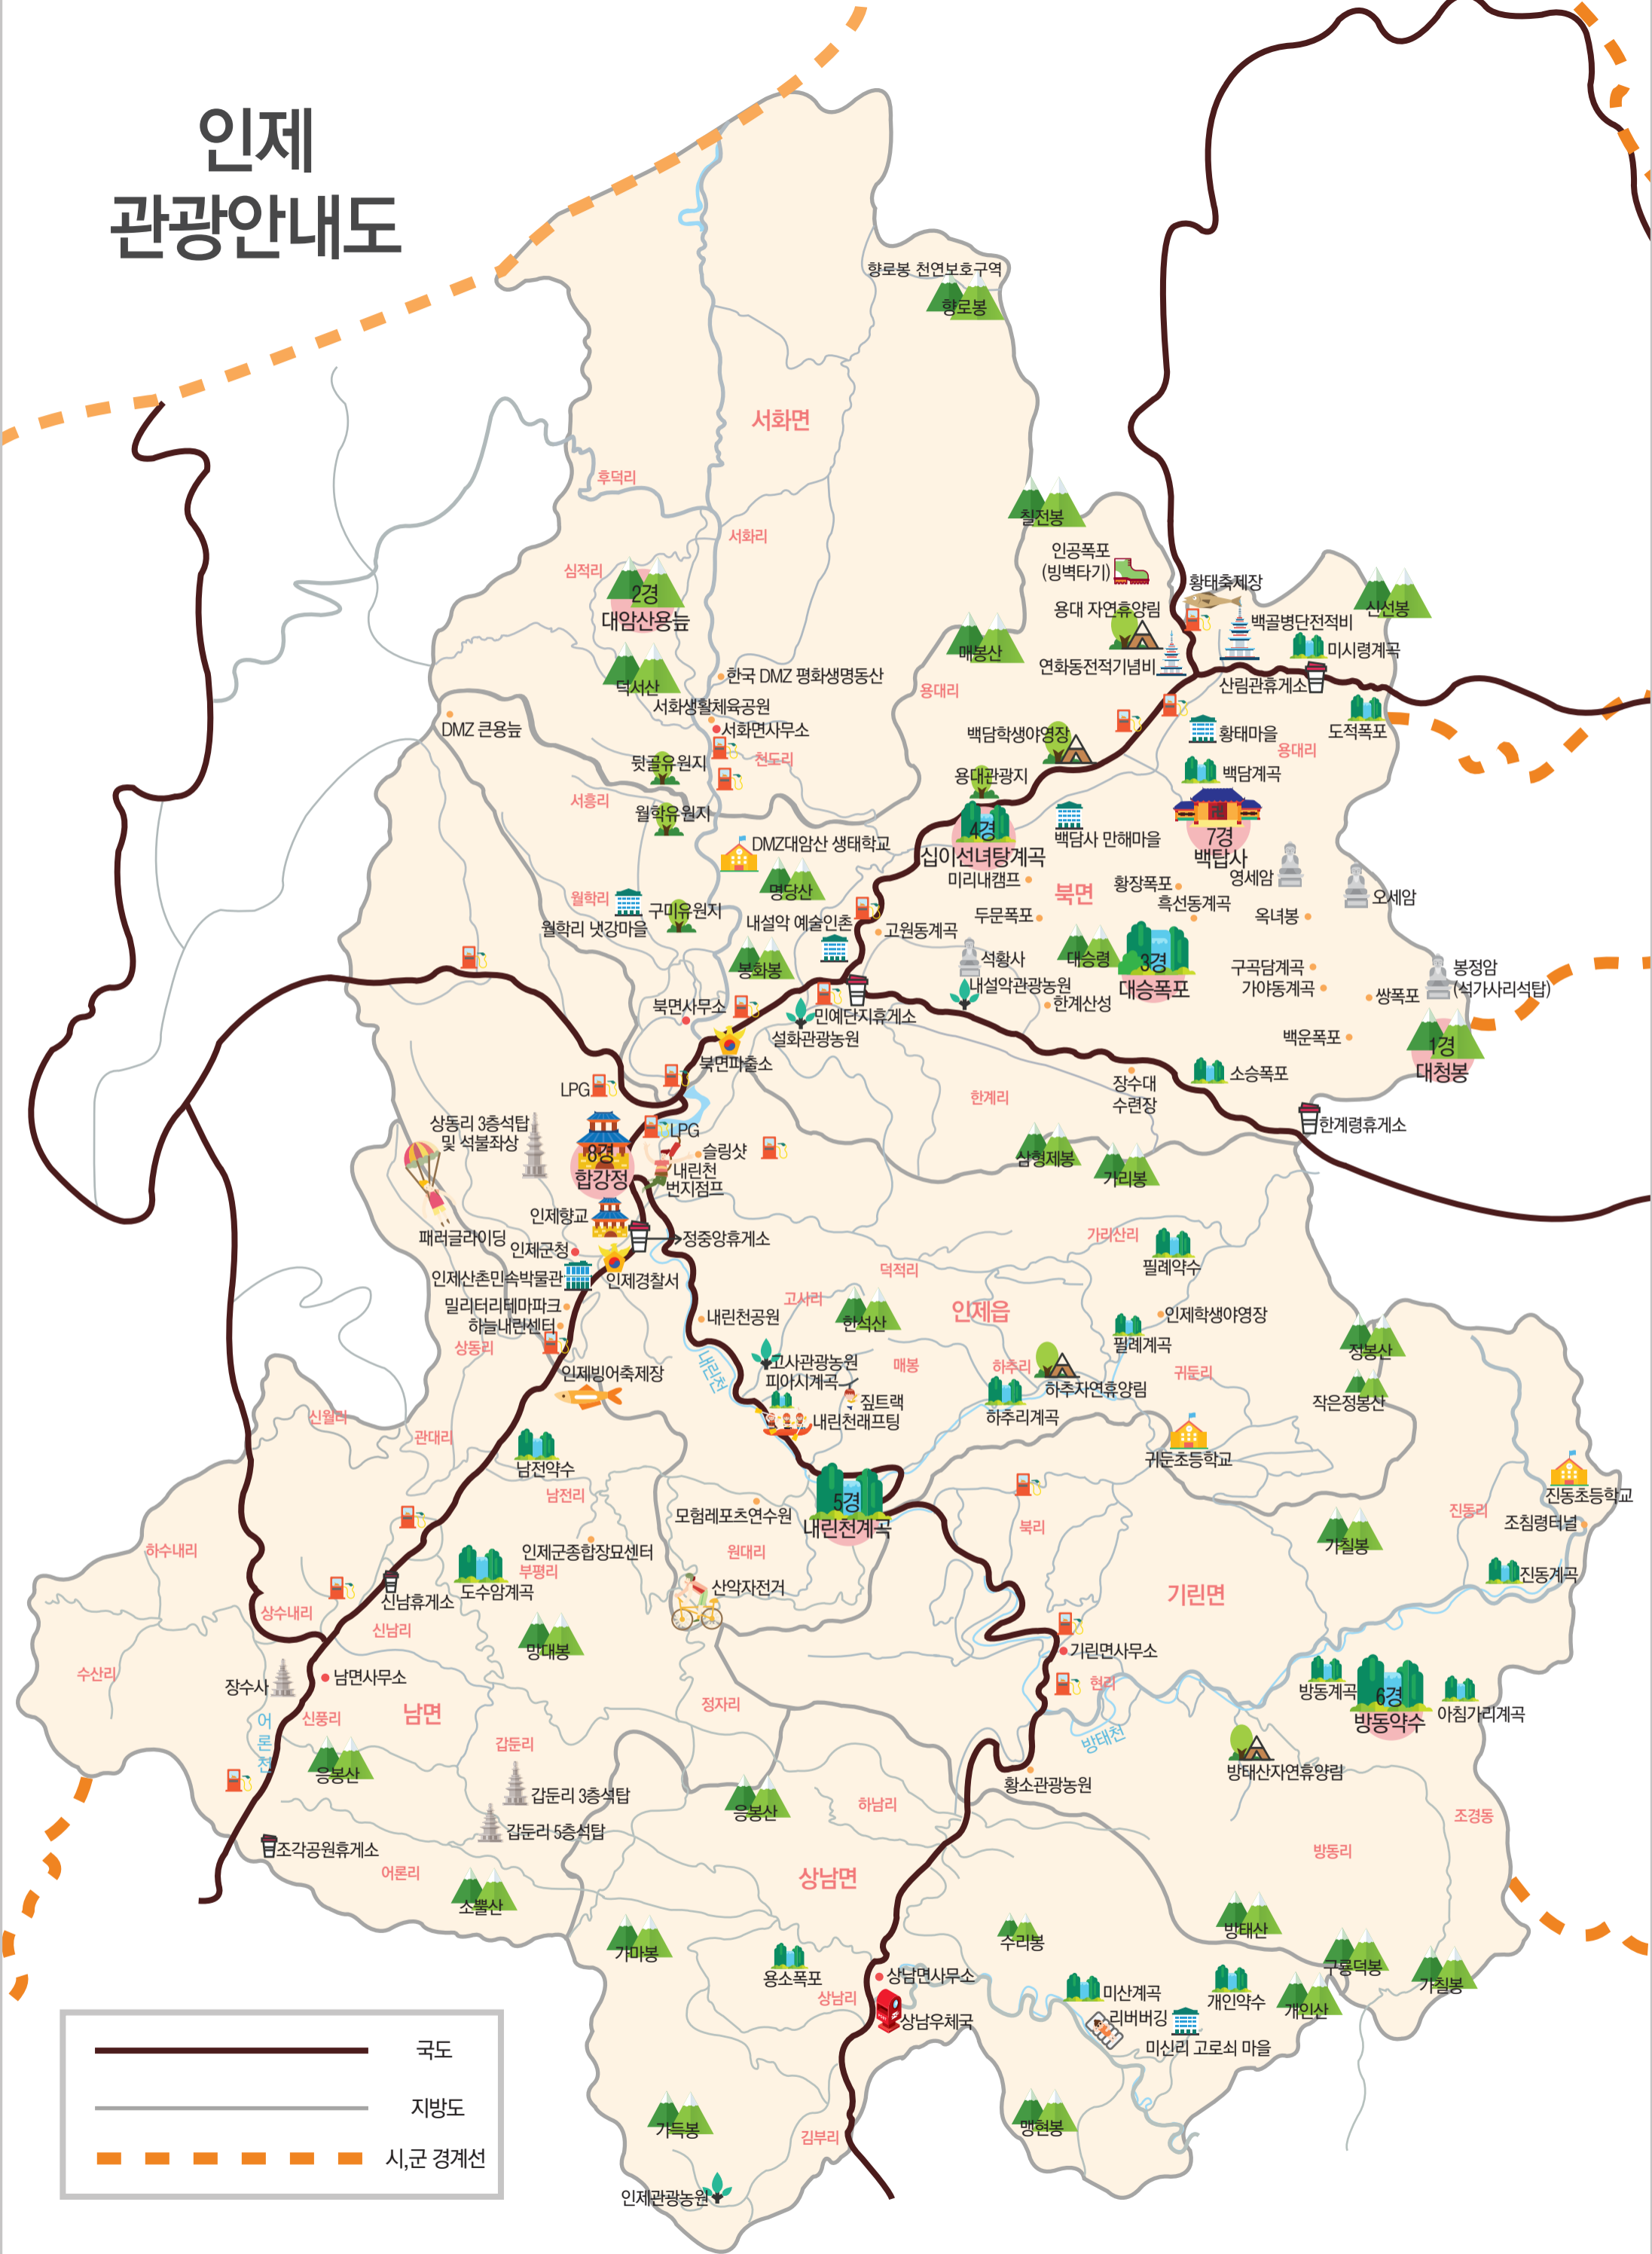 인제
관광안내도
향로봉 천연보호구역
향로봉
서화면
후덕리
서화리
심적리
칠전봉
인공폭포
(빙벽타기)
황태축제장
신선봉
2경
대암산용늪
용대 자연휴양림
백골병단전적비
미시령계곡
매봉산
연화동전적기념비
덕서산
한국 DMZ 평화생명동산
산림관휴게소
용대리
서화생활체육공원
DMZ 큰용늪
서화면사무소
도적폭포
백담학생야영장
황태마을
용대리
천도리
뒷골유원지
용대관광지
백담계곡
서흥리
월학유원지
4경
십이선녀탕계곡
백담사 만해마을
7경
백탑사
DMZ대암산 생태학교
명당산
미리내캠프
북면
황장폭포
영세암
오세암
월학리
구미유원지
월학리 냇강마을
내설악 예술인촌
두문폭포
흑선동계곡
옥녀봉
고원동계곡
봉화봉
석황사
대승령
3경
대승폭포
구곡담계곡
가야동계곡
봉정암
(석가사리석탑)
내설악관광농원
쌍폭포
북면사무소
민예단지휴게소
한계산성
설화관광농원
백운폭포
1경
대청봉
북면파출소
LPG
장수대
수련장
소승폭포
한계리
한계령휴게소
상동리 3층석탑
및 석불좌상
LPG
8경
합강정
슬링샷
내린천
번지점프
삼형제봉
가리봉
인제향교
패러글라이딩
인제군청
정중앙휴게소
가리산리
필례약수
인제산촌민속박물관
인제경찰서
덕적리
밀리터리테마파크
하늘내린센터
고사리
내린천공원
한석산
인제읍
인제학생야영장
필례계곡
상동리
정봉산
내린천
고사관광농원
피아시계곡
매봉
하추리
귀둔리
인제빙어축제장
하추자연휴양림
짚트랙
작은정봉산
내린천래프팅
하추리계곡
신월리
관대리
귀둔초등학교
남전약수
남전리
5경
내린천계곡
진동초등학교
모험레포츠연수원
북리
진동리
조침령터널
가칠봉
하수내리
인제군종합장묘센터
원대리
부평리
도수암계곡
산악자전거
진동계곡
신남휴게소
기린면
상수내리
신남리
망대봉
기린면사무소
수산리
남면사무소
장수사
현리
방동계곡
6경
방동약수
아침가리계곡
정자리
남면
신풍리
어론천
방태천
갑둔리
방태산자연휴양림
응봉산
황소관광농원
갑둔리 3층석탑
응봉산
하남리
조경동
갑둔리 5층석탑
조각공원휴게소
방동리
어론리
상남면
소뿔산
방태산
가마봉
수리봉
구룡덕봉
용소폭포
상남면사무소
가칠봉
상남리
미산계곡
개인약수
개인산
상남우체국
리버버깅
미신리 고로쇠 마을
국도
지방도
시,군 경계선
가득봉
맹현봉
김부리
인제관광농원